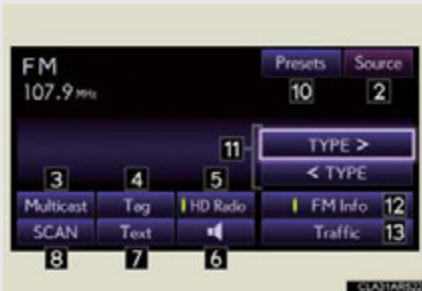 FM
Presets Source
107.9 MHz
10 2
11 TYPE >
< TYPE
3 4 5
Multicast Tag HD Radio FM Info 12
SCAN Text Traffic 13
8 7 6
CLA31AR522